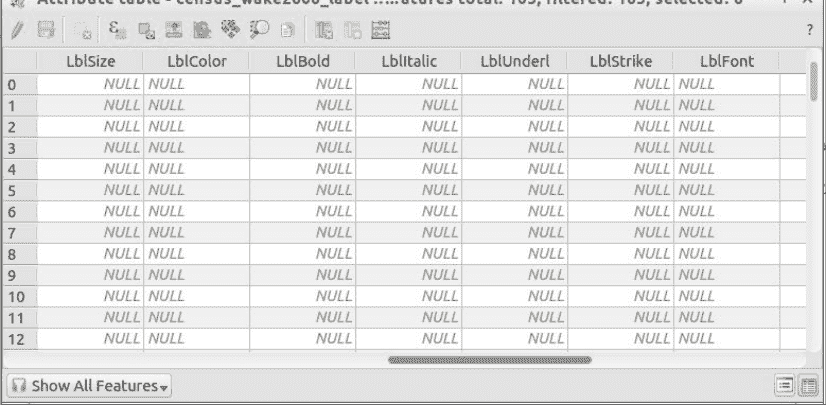 Attribute table - census_wake2000_label
?
LblSize LblColor LblBold LblItalic LblUnderl LblStrike LblFont
0 NULL NULL NULL NULL NULL NULL NULL
1 NULL NULL NULL NULL NULL NULL NULL
2 NULL NULL NULL NULL NULL NULL NULL
3 NULL NULL NULL NULL NULL NULL NULL
4 NULL NULL NULL NULL NULL NULL NULL
5 NULL NULL NULL NULL NULL NULL NULL
6 NULL NULL NULL NULL NULL NULL NULL
7 NULL NULL NULL NULL NULL NULL NULL
8 NULL NULL NULL NULL NULL NULL NULL
9 NULL NULL NULL NULL NULL NULL NULL
10 NULL NULL NULL NULL NULL NULL NULL
11 NULL NULL NULL NULL NULL NULL NULL
12 NULL NULL NULL NULL NULL NULL NULL
Show All Features